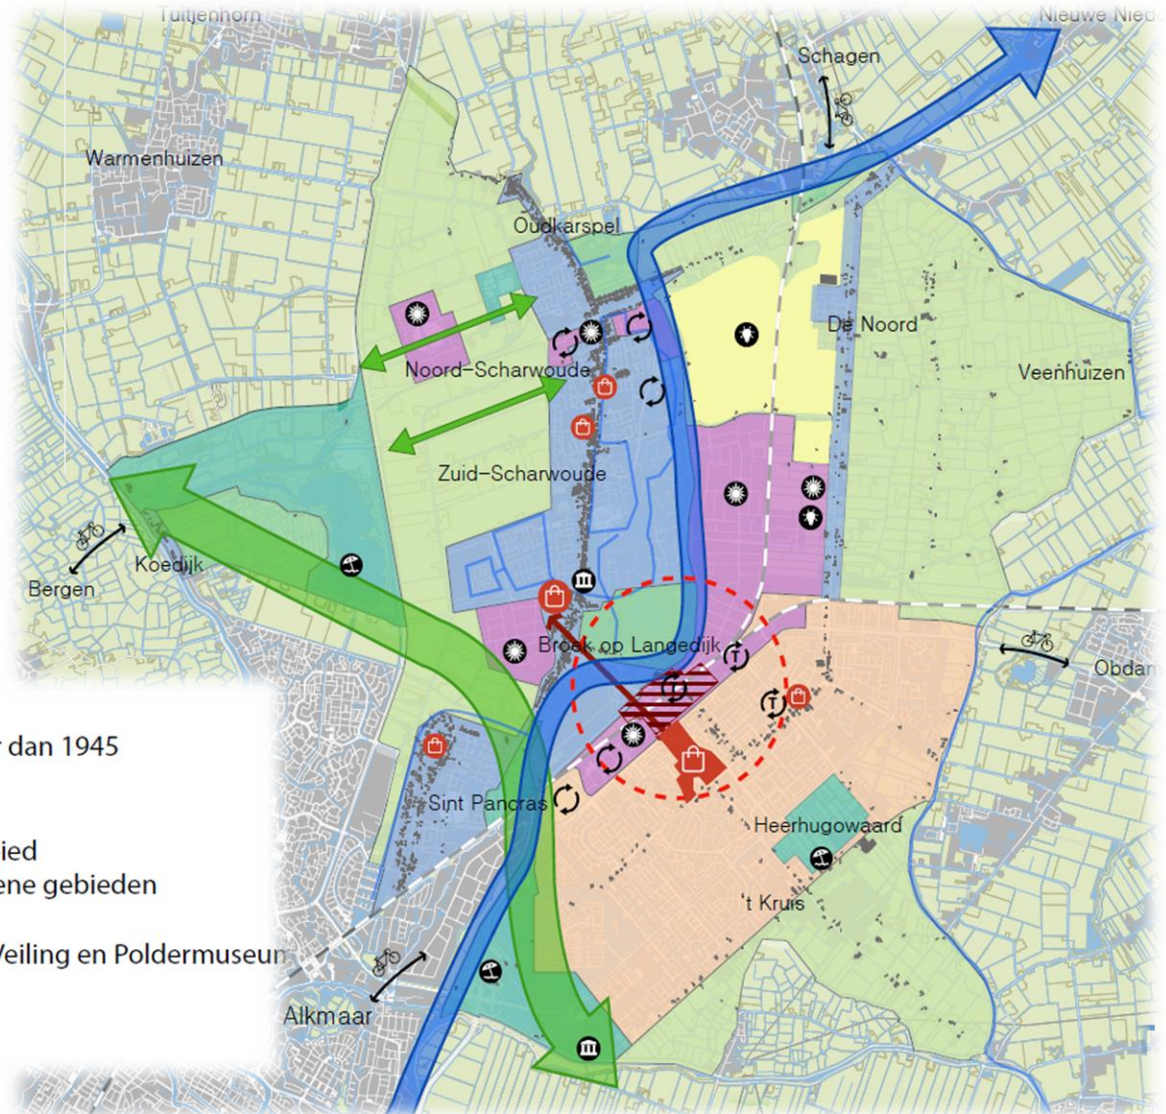 Tuitjenhorn
Nieuwe Nied
Schagen
Warmenhuizen
Oudkarspel
De Noord
Noord-Scharwoude
Veenhuizen
Zuid-Scharwoude
Koedijk
Bergen
Broek op Langedijk
T
Obdam
T
T
r dan 1945
Sint Pancras
Heerhugowaard
ied
ene gebieden
't Kruis
Veiling en Poldermuseum
Alkmaar